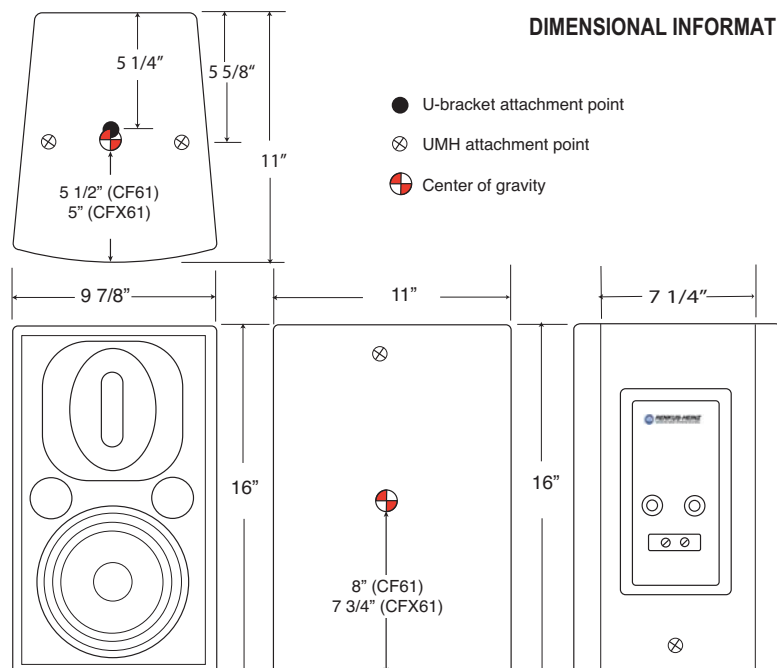 DIMENSIONAL INFORMAT
5 1/4″
5 5/8“
U-bracket attachment point
UMH attachment point
11″
Center of gravity
5 1/2” (CF61)
5” (CFX61)
9 7/8”
11”
7 1/4″
RENKUS-HEINZ
16”
16”
8” (CF61)
7 3/4” (CFX61)